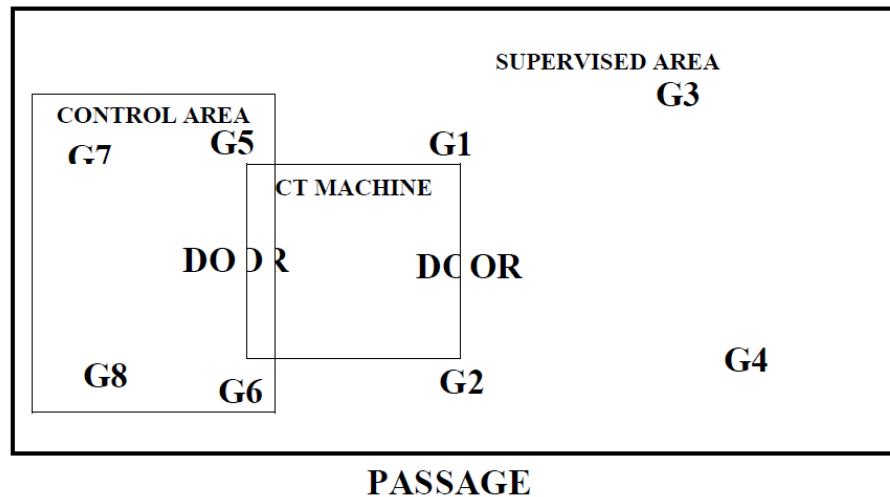 SUPERVISED AREA
G3
CONTROL AREA
G7
G5
G1
CT MACHINE
DOOR
DOOR
G8
G6
G2
G4
PASSAGE